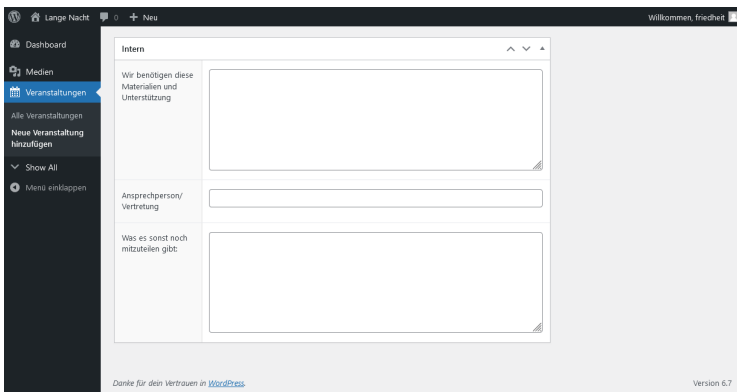 Lange Nacht 0 + Neu Willkommen, friedheit
Dashboard
Medien
Veranstaltungen
Alle Veranstaltungen
Neue Veranstaltung
hinzufügen
Show All
Menü einklappen
Intern
Wir benötigen diese
Materialien und
Unterstützung
Ansprechperson/
Vertretung
Was es sonst noch
mitzuteilen gibt:
Danke für dein Vertrauen in WordPress.
Version 6.7